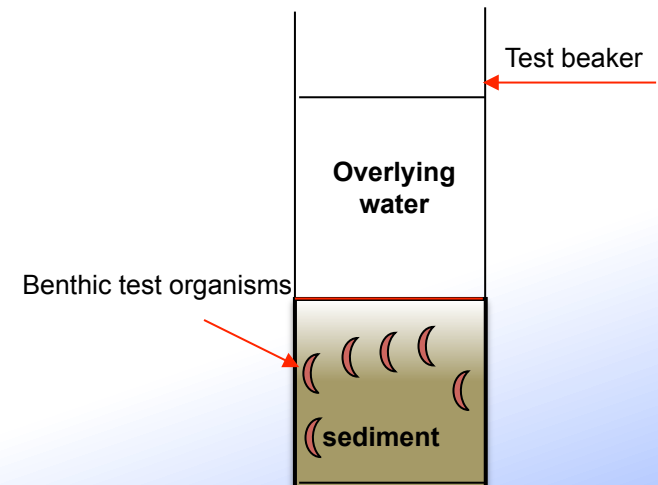 Test beaker
Overlying
water
Benthic test organisms
sediment